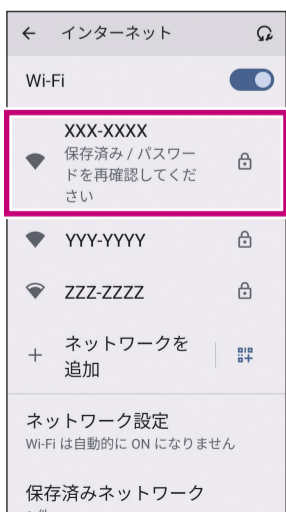 インターネット
Wi-Fi
XXX-XXXX
保存済み / パスワー
ドを再確認してくだ
さい
YYY-YYYY
ZZZ-ZZZZ
ネットワークを
追加
ネットワーク設定
Wi-Fi は自動的に ON になりません
保存済みネットワーク